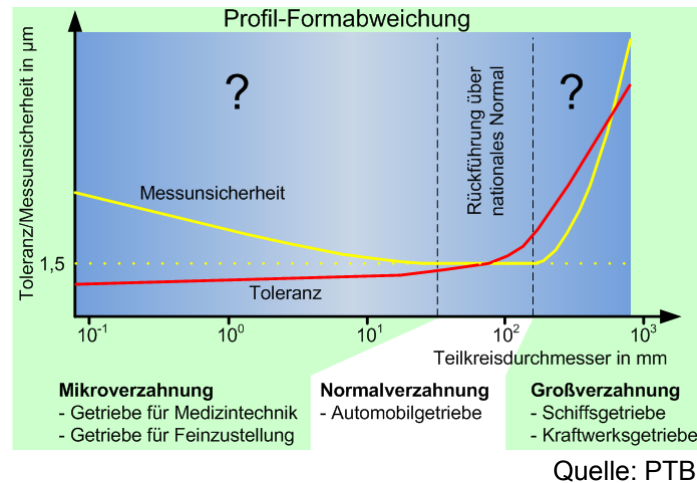 Profil-Formabweichung
Toleranz/Messunsicherheit in µm
?
?
Rückführung über
nationales Normal
Messunsicherheit
1,5
Toleranz
10⁻¹
10⁰
10¹
10²
10³
Teilkreisdurchmesser in mm
Mikroverzahnung
- Getriebe für Medizintechnik
- Getriebe für Feinzustellung
Normalverzahnung
- Automobilgetriebe
Großverzahnung
- Schiffsgetriebe
- Kraftwerksgetriebe
Quelle: PTB